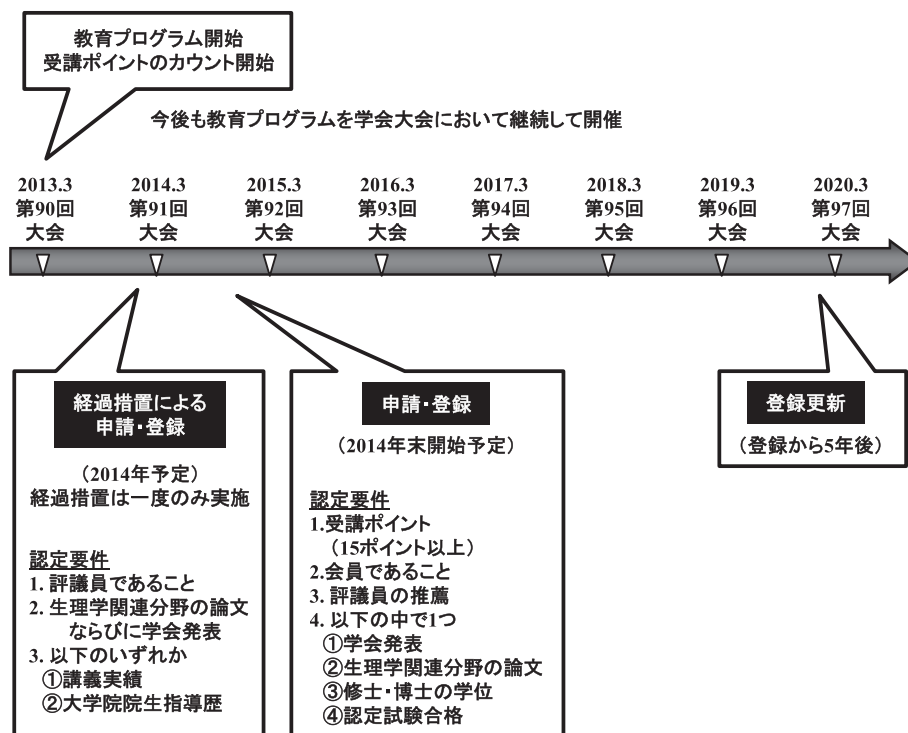 教育プログラム開始
受講ポイントのカウント開始
今後も教育プログラムを学会大会において継続して開催
2013.3
第90回
大会
2014.3
第91回
大会
2015.3
第92回
大会
2016.3
第93回
大会
2017.3
第94回
大会
2018.3
第95回
大会
2019.3
第96回
大会
2020.3
第97回
大会
経過措置による
申請・登録
（2014年予定）
経過措置は一度のみ実施
認定要件
1. 評議員であること
2. 生理学関連分野の論文
ならびに学会発表
3. 以下のいずれか
①講義実績
②大学院院生指導歴
申請・登録
（2014年末開始予定）
認定要件
1.受講ポイント
（15ポイント以上）
2.会員であること
3. 評議員の推薦
4. 以下の中で1つ
①学会発表
②生理学関連分野の論文
③修士・博士の学位
④認定試験合格
登録更新
（登録から5年後）